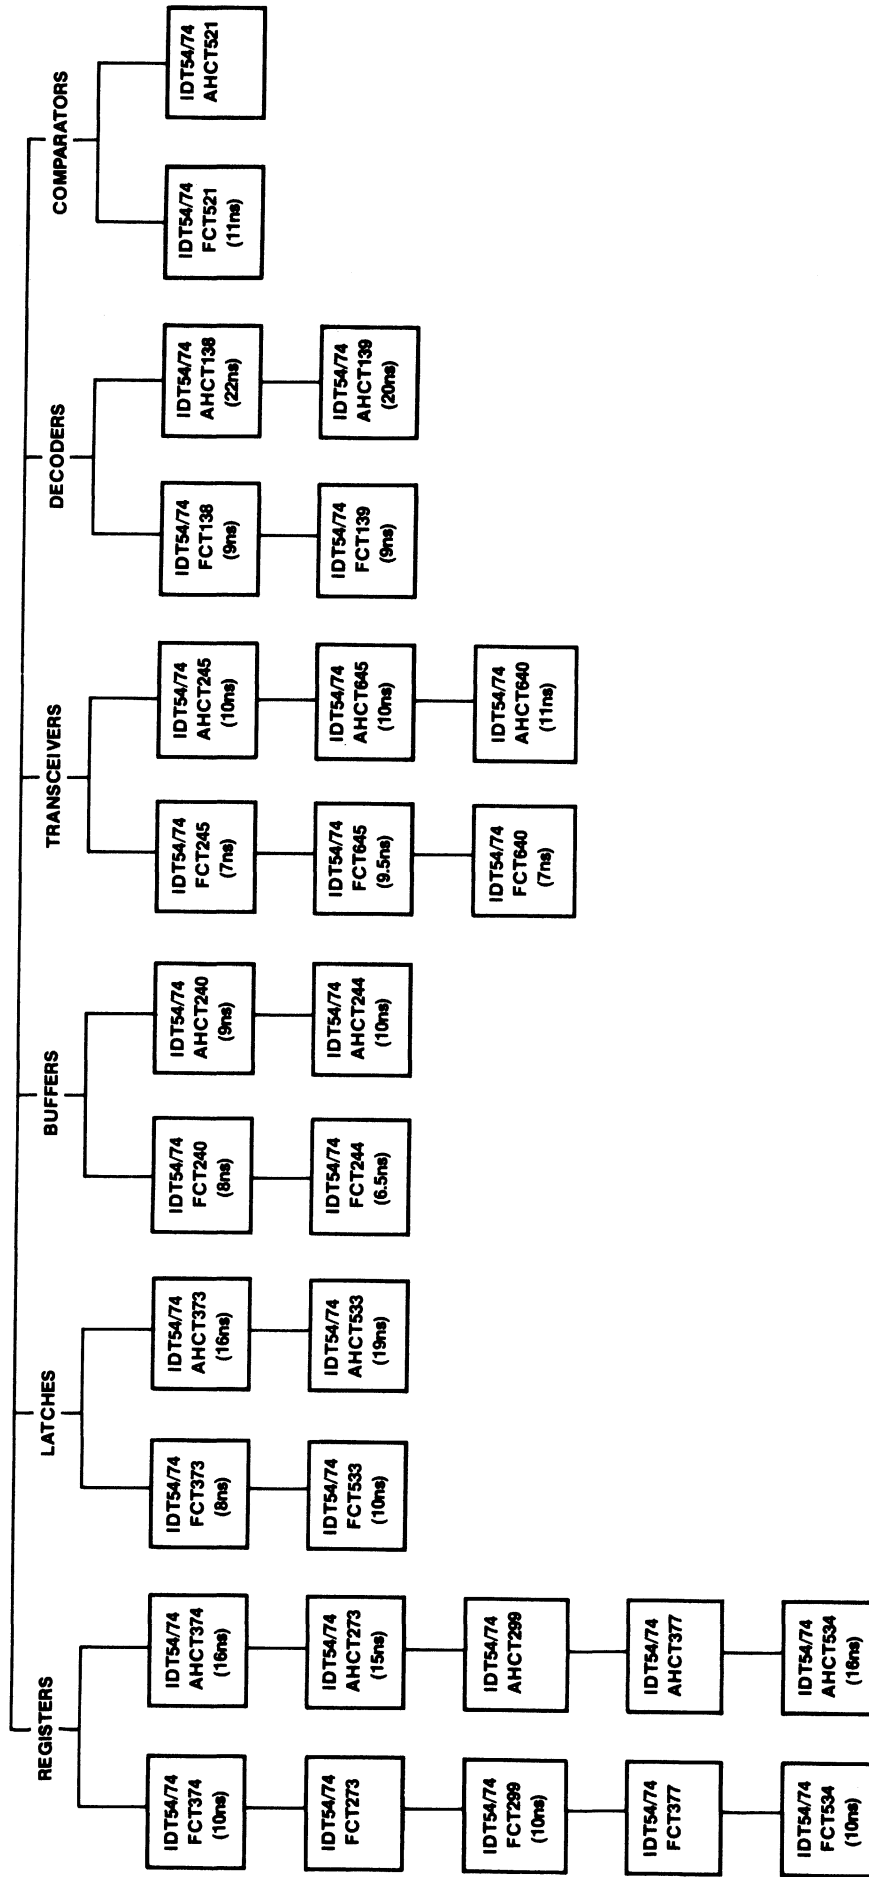 REGISTERS
IDT54/74
FCT374
(10ns)
IDT54/74
FCT273
IDT54/74
FCT299
(10ns)
IDT54/74
FCT377
IDT54/74
FCT534
(10ns)
IDT54/74
AHCT374
(16ns)
IDT54/74
AHCT273
(15ns)
IDT54/74
AHCT299
IDT54/74
AHCT377
IDT54/74
AHCT534
(16ns)
LATCHES
IDT54/74
FCT373
(8ns)
IDT54/74
FCT533
(10ns)
IDT54/74
AHCT373
(16ns)
IDT54/74
AHCT533
(19ns)
BUFFERS
IDT54/74
FCT240
(8ns)
IDT54/74
FCT244
(6.5ns)
IDT54/74
AHCT240
(9ns)
IDT54/74
AHCT244
(10ns)
TRANSCEIVERS
IDT54/74
FCT245
(7ns)
IDT54/74
FCT645
(9.5ns)
IDT54/74
FCT640
(7ns)
IDT54/74
AHCT245
(10ns)
IDT54/74
AHCT645
(10ns)
IDT54/74
AHCT640
(11ns)
DECODERS
IDT54/74
FCT138
(9ns)
IDT54/74
FCT139
(9ns)
IDT54/74
AHCT138
(22ns)
IDT54/74
AHCT139
(20ns)
COMPARATORS
IDT54/74
FCT521
(11ns)
IDT54/74
AHCT521